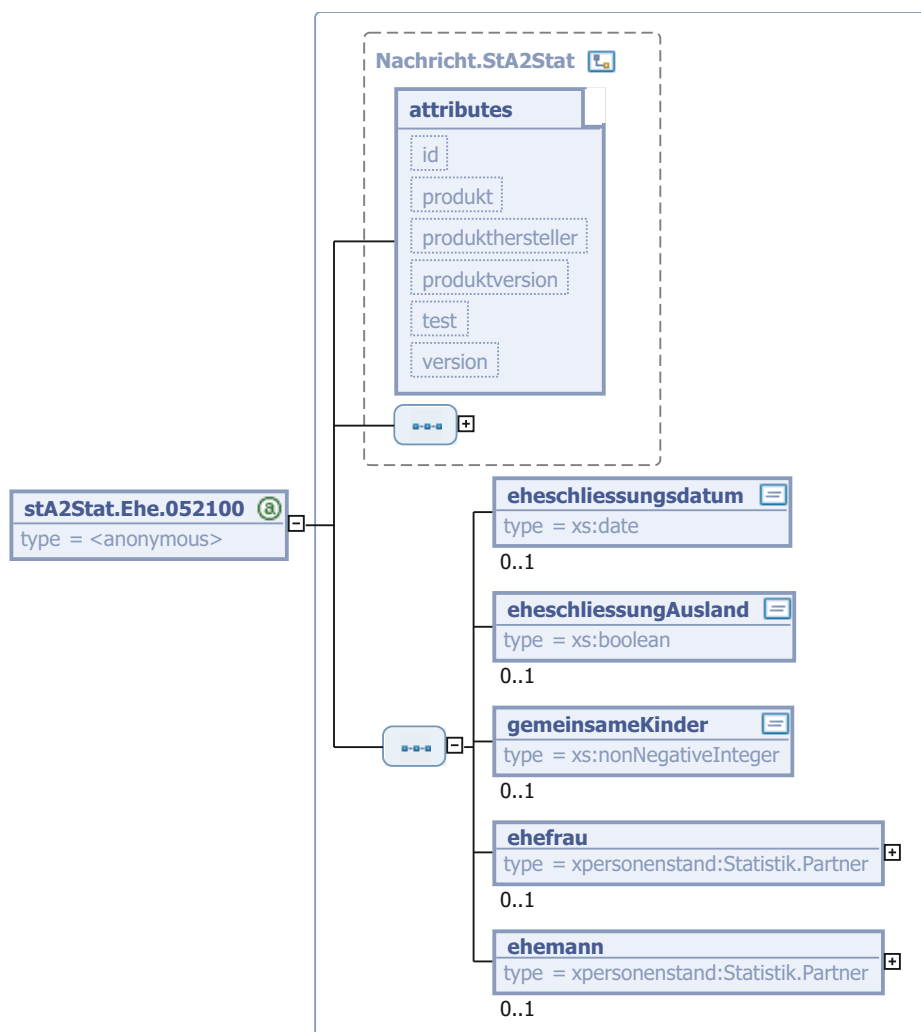 Nachricht.StA2Stat
attributes
id
produkt
produkthersteller
produktversion
test
version
stA2Stat.Ehe.052100 a
type = <anonymous>
eheschliessungsdatum
type = xs:date
0..1
eheschliessungAusland
type = xs:boolean
0..1
gemeinsameKinder
type = xs:nonNegativeInteger
0..1
ehefrau
type = xpersonenstand:Statistik.Partner
0..1
ehemann
type = xpersonenstand:Statistik.Partner
0..1